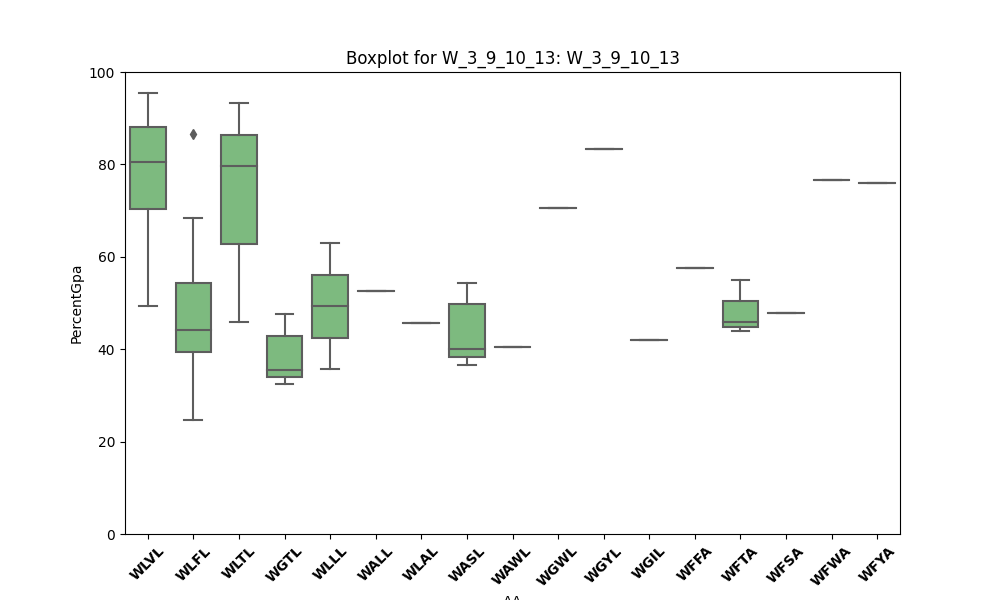 Boxplot for W_3_9_10_13: W_3_9_10_13
100
80
60
40
20
0
PercentGpa
WLVL
WLFL
WLTL
WGTL
WLLL
WALL
WLAL
WASL
WAWL
WGWL
WGYL
WGIL
WFFA
WFTA
WFSA
WFWA
WFYA